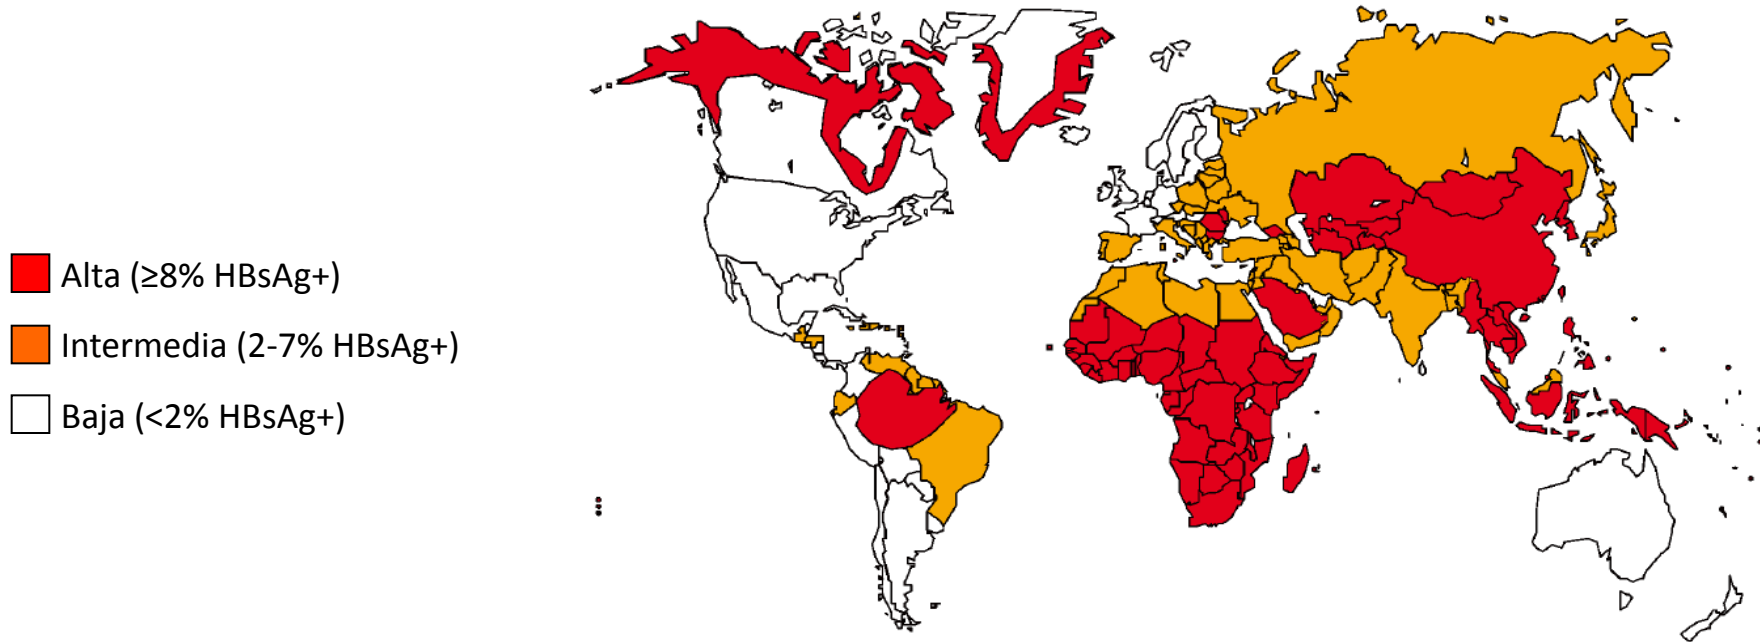 Alta (≥8% HBsAg+)
Intermedia (2-7% HBsAg+)
Baja (<2% HBsAg+)